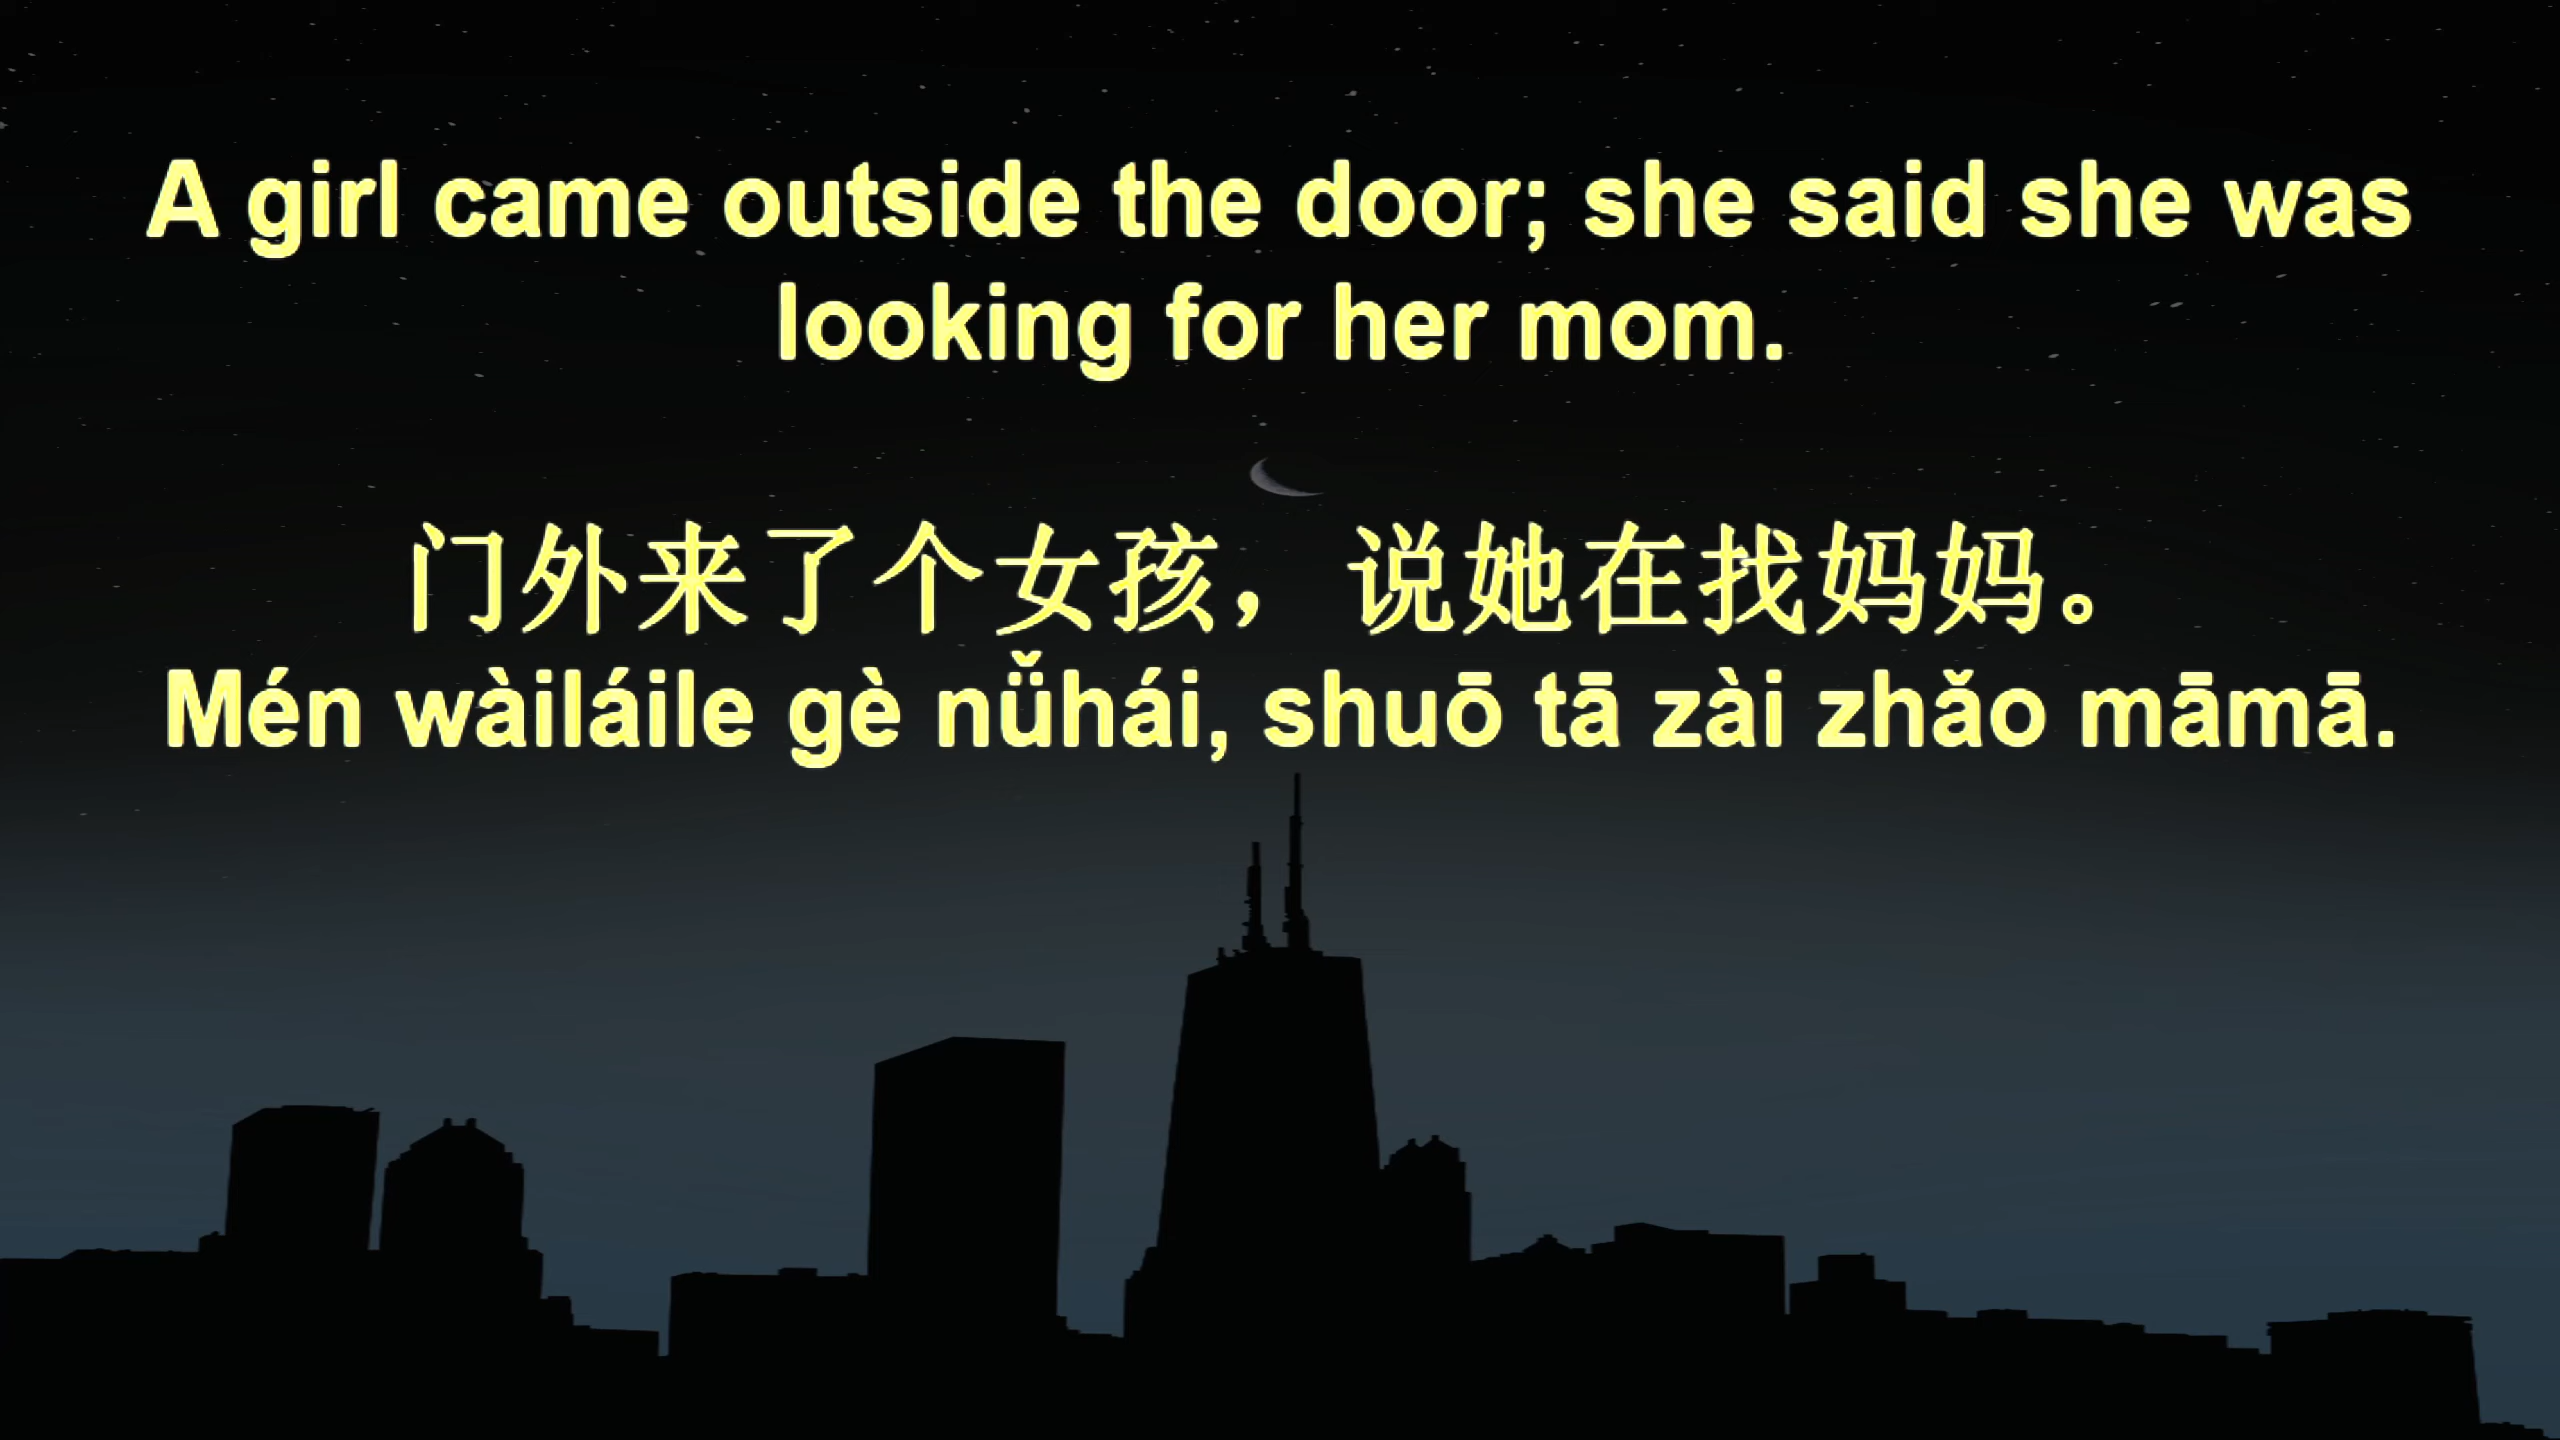 A girl came outside the door; she said she was
looking for her mom.
门外来了个女孩，说她在找妈妈。
Mén wàiláile gè nǚhái, shuō tā zài zhǎo māmā.